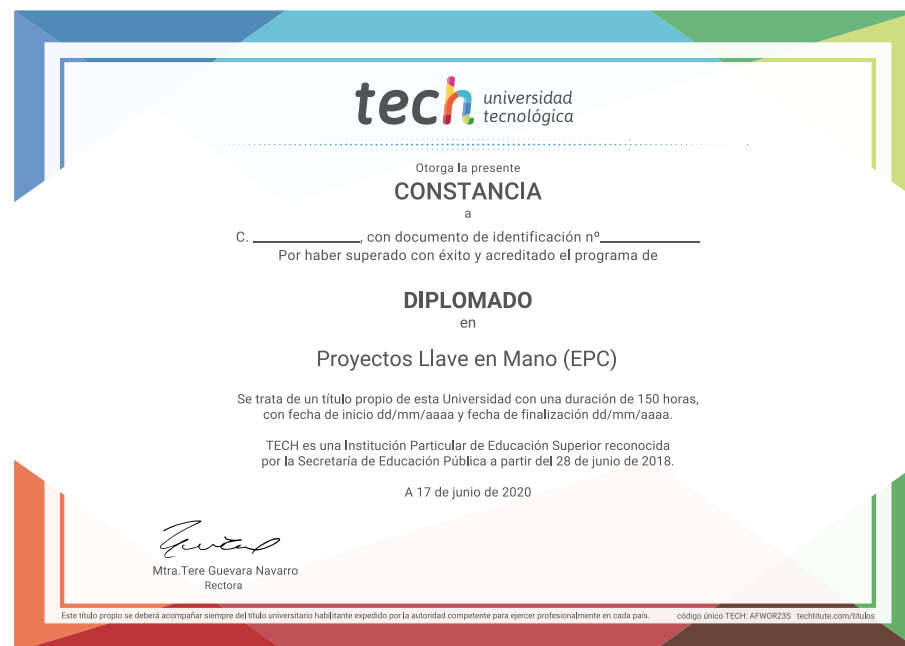 tech universidad
tecnológica
Otorga la presente
CONSTANCIA
a
C. ____________, con documento de identificación nº____________
Por haber superado con éxito y acreditado el programa de
DIPLOMADO
en
Proyectos Llave en Mano (EPC)
Se trata de un título propio de esta Universidad con una duración de 150 horas,
con fecha de inicio dd/mm/aaaa y fecha de finalización dd/mm/aaaa.
TECH es una Institución Particular de Educación Superior reconocida
por la Secretaría de Educación Pública a partir del 28 de junio de 2018.
A 17 de junio de 2020
Mtra.Tere Guevara Navarro
Rectora
Este título propio se deberá acompañar siempre del título universitario habilitante expedido por la autoridad competente para ejercer profesionalmente en cada país. código único TECH: AFWOR23S techtitute.com/titulos